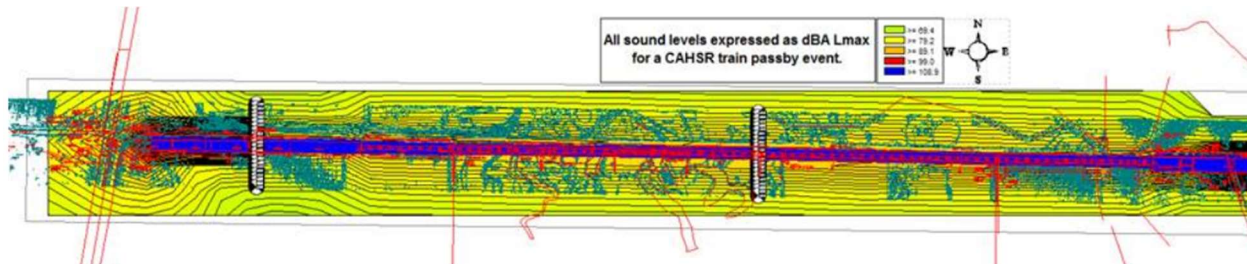 All sound levels expressed as dBA Lmax
for a CAHSR train passby event.
>= 69.4
>= 79.2
>= 89.1
>= 99.0
>= 108.9
N
W E
S